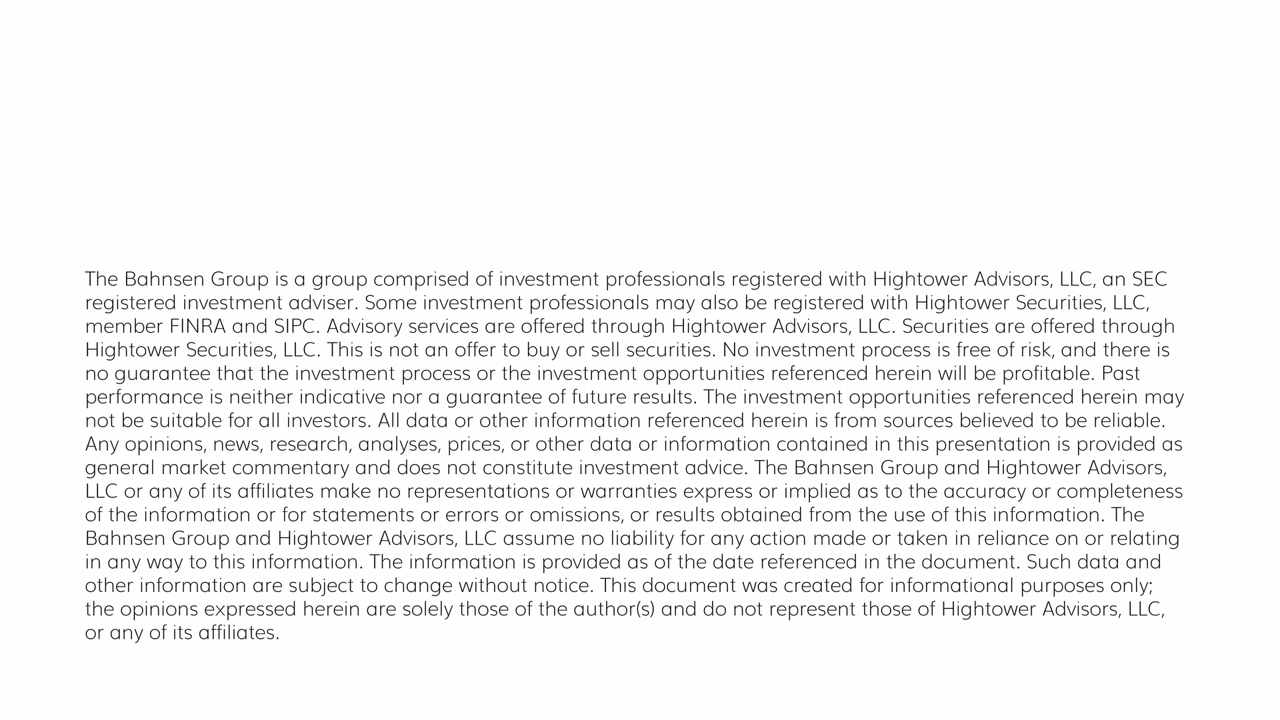 The Bahnsen Group is a group comprised of investment professionals registered with Hightower Advisors, LLC, an SEC
registered investment adviser. Some investment professionals may also be registered with Hightower Securities, LLC,
member FINRA and SIPC. Advisory services are offered through Hightower Advisors, LLC. Securities are offered through
Hightower Securities, LLC. This is not an offer to buy or sell securities. No investment process is free of risk, and there is
no guarantee that the investment process or the investment opportunities referenced herein will be profitable. Past
performance is neither indicative nor a guarantee of future results. The investment opportunities referenced herein may
not be suitable for all investors. All data or other information referenced herein is from sources believed to be reliable.
Any opinions, news, research, analyses, prices, or other data or information contained in this presentation is provided as
general market commentary and does not constitute investment advice. The Bahnsen Group and Hightower Advisors,
LLC or any of its affiliates make no representations or warranties express or implied as to the accuracy or completeness
of the information or for statements or errors or omissions, or results obtained from the use of this information. The
Bahnsen Group and Hightower Advisors, LLC assume no liability for any action made or taken in reliance on or relating
in any way to this information. The information is provided as of the date referenced in the document. Such data and
other information are subject to change without notice. This document was created for informational purposes only;
the opinions expressed herein are solely those of the author(s) and do not represent those of Hightower Advisors, LLC,
or any of its affiliates.